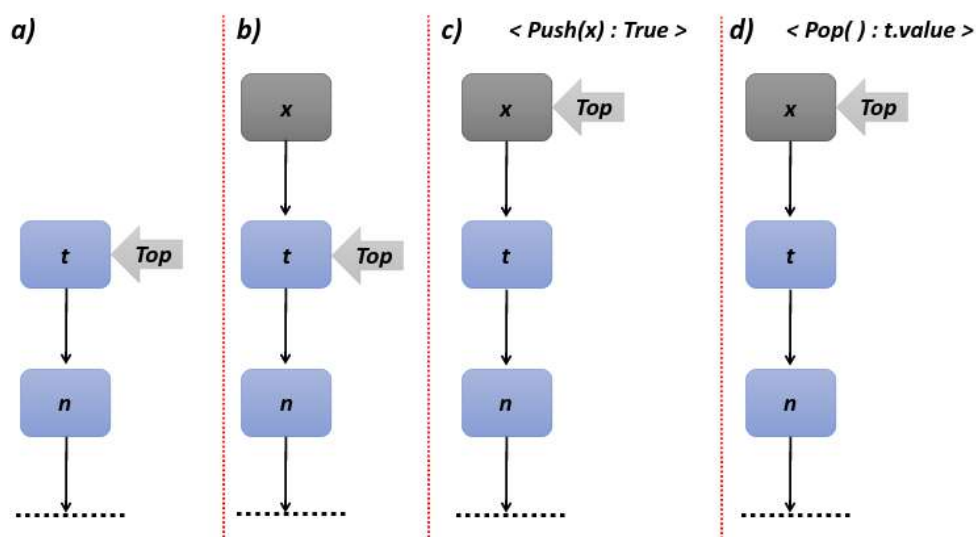 a)
t
Top
n
b)
x
t
Top
n
c) < Push(x) : True >
x
Top
t
n
d) < Pop( ) : t.value >
x
Top
t
n